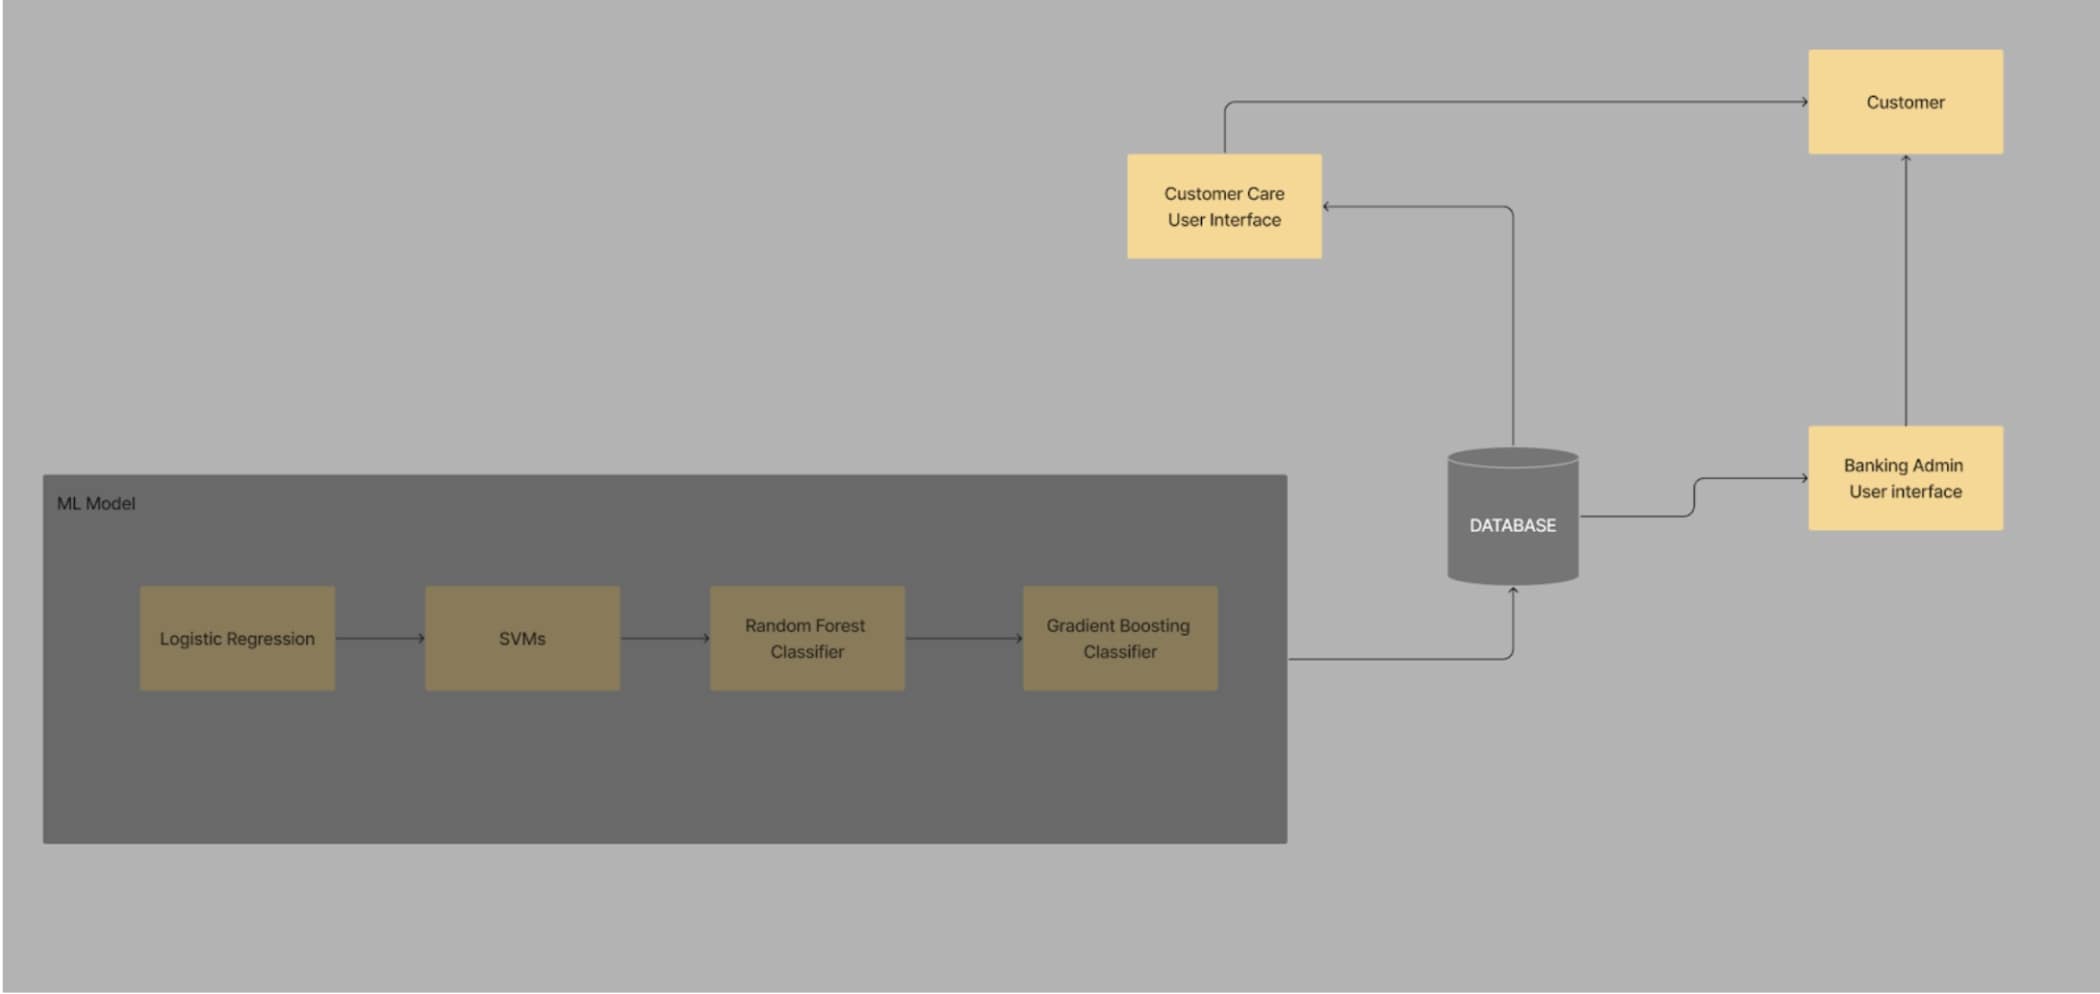 Customer
Customer Care
User Interface
Banking Admin
User interface
DATABASE
ML Model
Logistic Regression
SVMs
Random Forest
Classifier
Gradient Boosting
Classifier